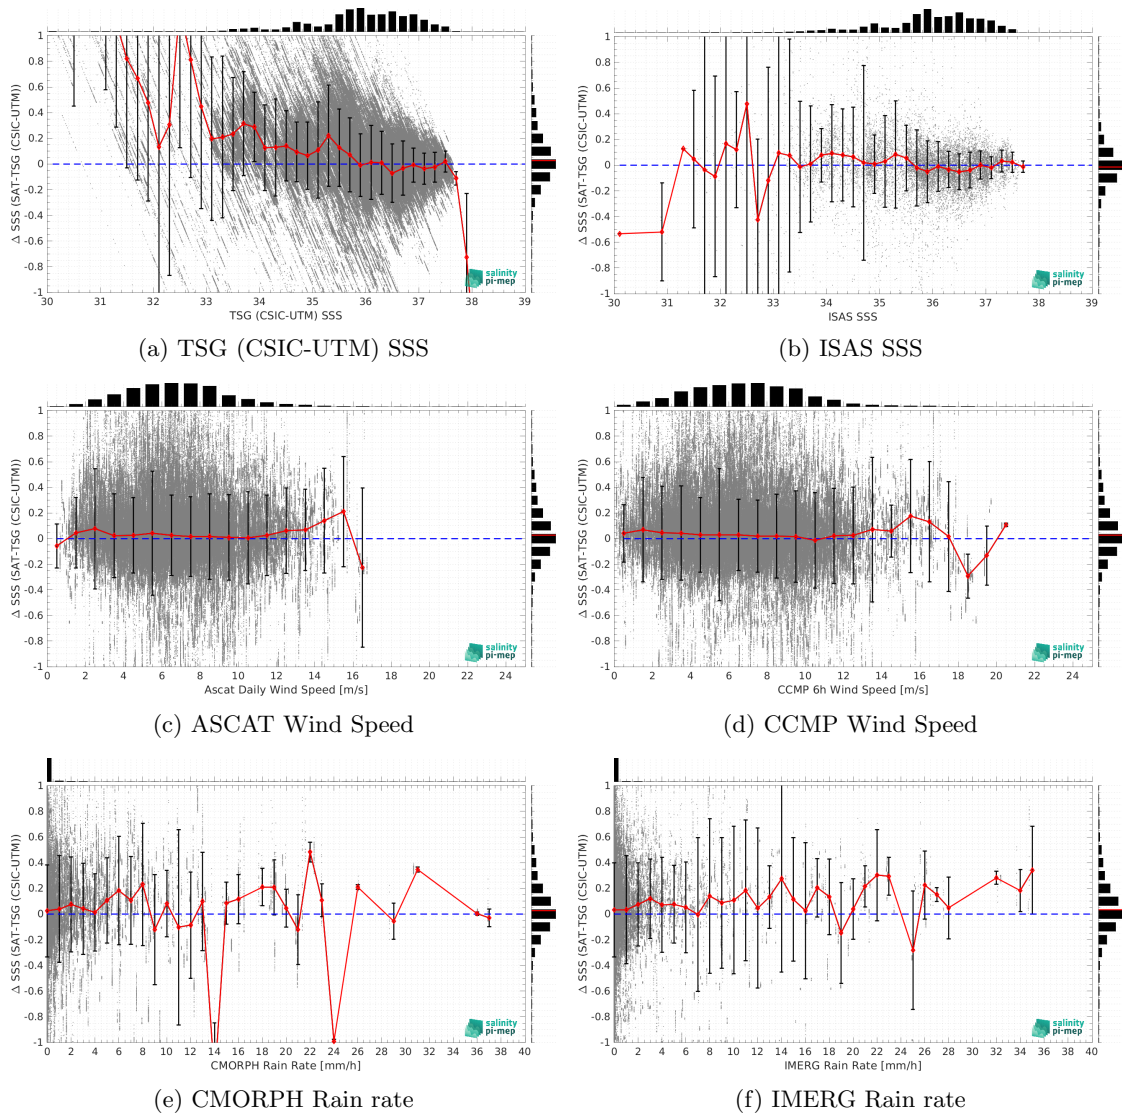 Δ SSS (SAT-TSG (CSIC-UTM))
1
0.8
0.6
0.4
0.2
0
-0.2
-0.4
-0.6
-0.8
-1
30 31 32 33 34 35 36 37 38 39
TSG (CSIC-UTM) SSS
salinity
pi-mep
(a) TSG (CSIC-UTM) SSS
Δ SSS (SAT-TSG (CSIC-UTM))
1
0.8
0.6
0.4
0.2
0
-0.2
-0.4
-0.6
-0.8
-1
30 31 32 33 34 35 36 37 38 39
ISAS SSS
salinity
pi-mep
(b) ISAS SSS
Δ SSS (SAT-TSG (CSIC-UTM))
1
0.8
0.6
0.4
0.2
0
-0.2
-0.4
-0.6
-0.8
-1
0 2 4 6 8 10 12 14 16 18 20 22 24
Ascat Daily Wind Speed [m/s]
salinity
pi-mep
(c) ASCAT Wind Speed
Δ SSS (SAT-TSG (CSIC-UTM))
1
0.8
0.6
0.4
0.2
0
-0.2
-0.4
-0.6
-0.8
-1
0 2 4 6 8 10 12 14 16 18 20 22 24
CCMP 6h Wind Speed [m/s]
salinity
pi-mep
(d) CCMP Wind Speed
Δ SSS (SAT-TSG (CSIC-UTM))
1
0.8
0.6
0.4
0.2
0
-0.2
-0.4
-0.6
-0.8
-1
0 2 4 6 8 10 12 14 16 18 20 22 24 26 28 30 32 34 36 38 40
CMORPH Rain Rate [mm/h]
salinity
pi-mep
(e) CMORPH Rain rate
Δ SSS (SAT-TSG (CSIC-UTM))
1
0.8
0.6
0.4
0.2
0
-0.2
-0.4
-0.6
-0.8
-1
0 2 4 6 8 10 12 14 16 18 20 22 24 26 28 30 32 34 36 38 40
IMERG Rain Rate [mm/h]
salinity
pi-mep
(f) IMERG Rain rate